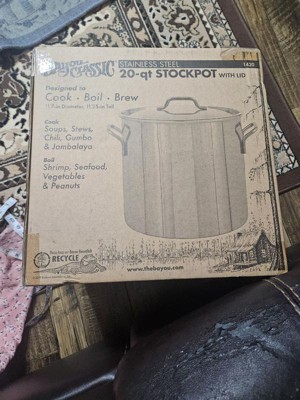 Bayou
CLASSIC
STAINLESS STEEL
1420
20-qt STOCKPOT WITH LID
Designed to
Cook · Boil · Brew
Cook
Soups, Stews,
Chili, Gumbo
& Jambalaya
Boil
Shrimp, Seafood,
Vegetables
& Peanuts
RECYCLE
www.thebayou.com